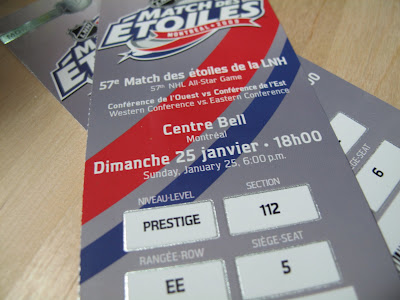 MATCH DES
ÉTOILES
MONTRÉAL • 2009
57e Match des étoiles de la LNH
57th NHL All-Star Game
Conférence de l'Ouest vs Conférence de l'Est
Western Conference vs Eastern Conference
Centre Bell
Montréal
Dimanche 25 janvier • 18h00
Sunday, January 25, 6:00 p.m.
NIVEAU-LEVEL
SECTION
PRESTIGE
112
RANGÉE-ROW
SIÈGE-SEAT
EE
5
ÉTOILES
6